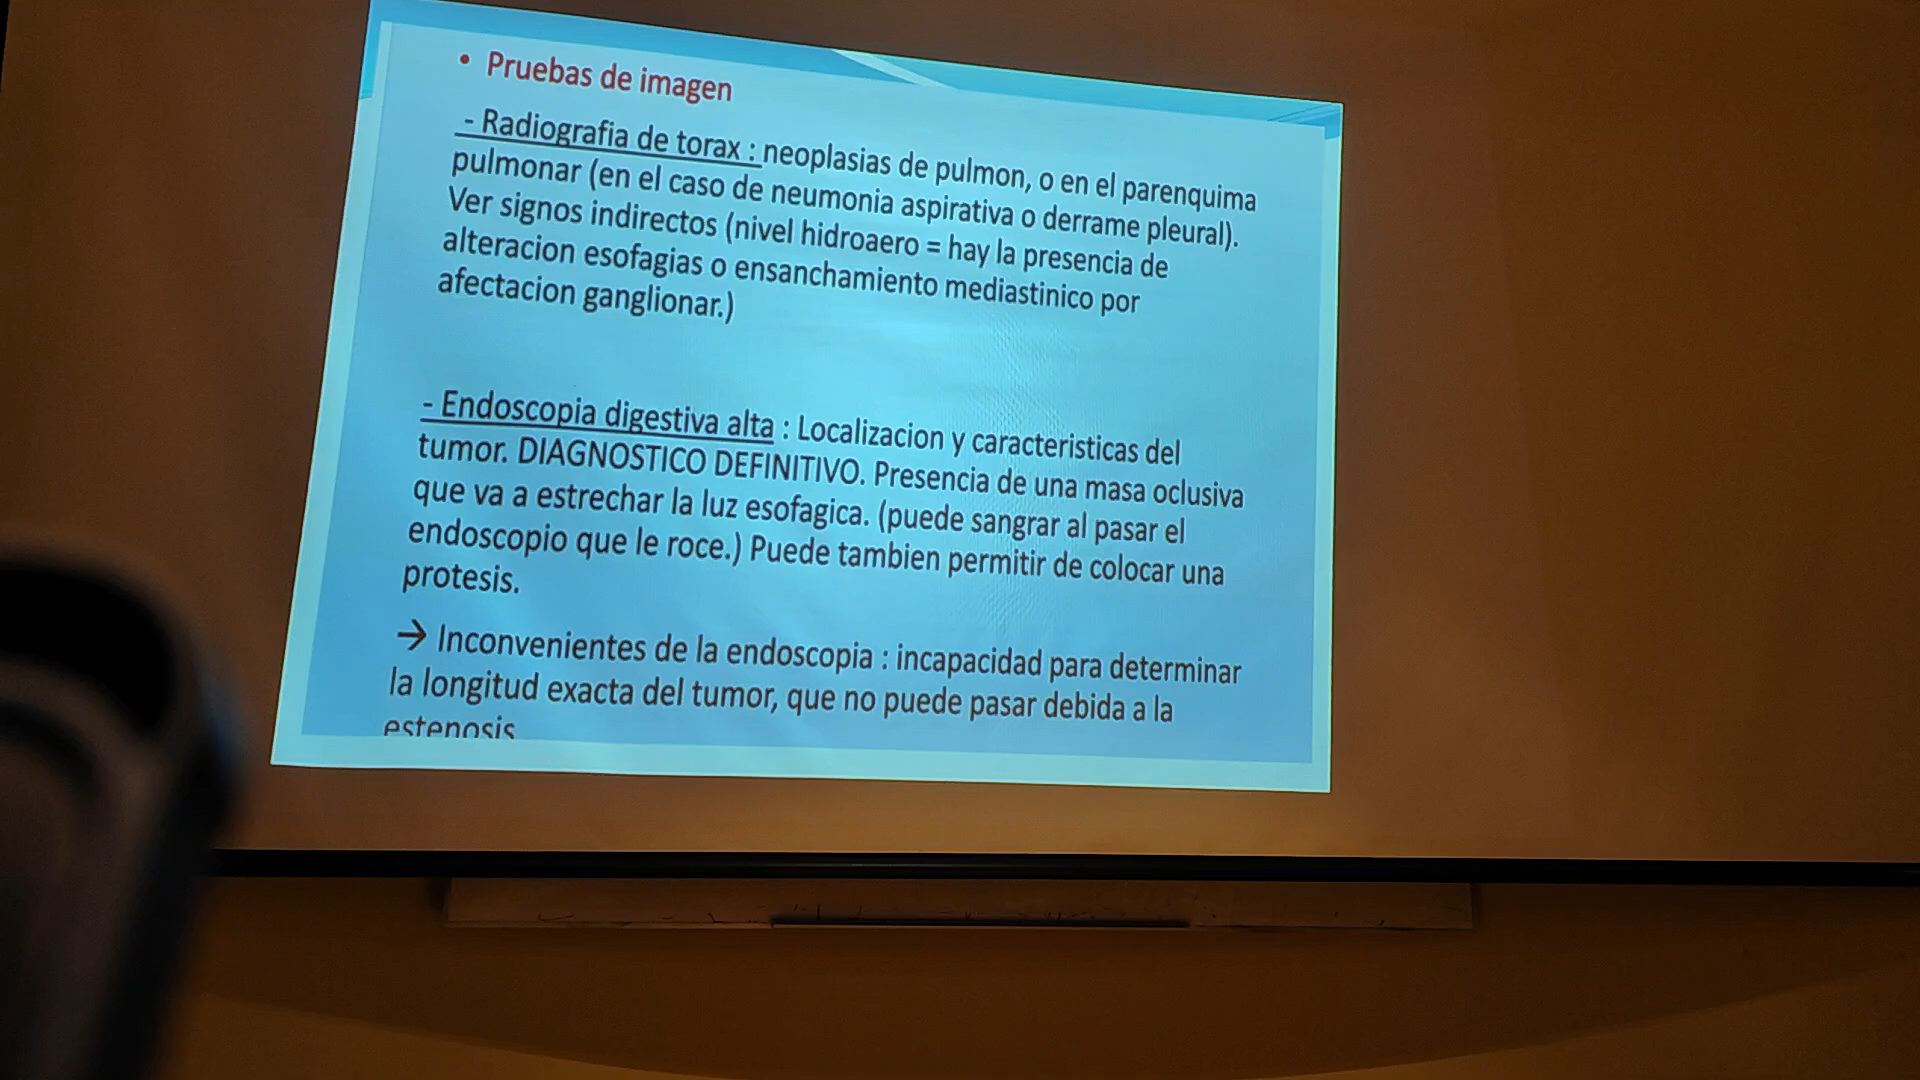 • Pruebas de imagen
- Radiografia de torax : neoplasias de pulmon, o en el parenquima
pulmonar (en el caso de neumonia aspirativa o derrame pleural).
Ver signos indirectos (nivel hidroaero = hay la presencia de
alteracion esofagias o ensanchamiento mediastinico por
afectacion ganglionar.)
- Endoscopia digestiva alta : Localizacion y caracteristicas del
tumor. DIAGNOSTICO DEFINITIVO. Presencia de una masa oclusiva
que va a estrechar la luz esofagica. (puede sangrar al pasar el
endoscopio que le roce.) Puede tambien permitir de colocar una
protesis.
→ Inconvenientes de la endoscopia : incapacidad para determinar
la longitud exacta del tumor, que no puede pasar debida a la
estenosis